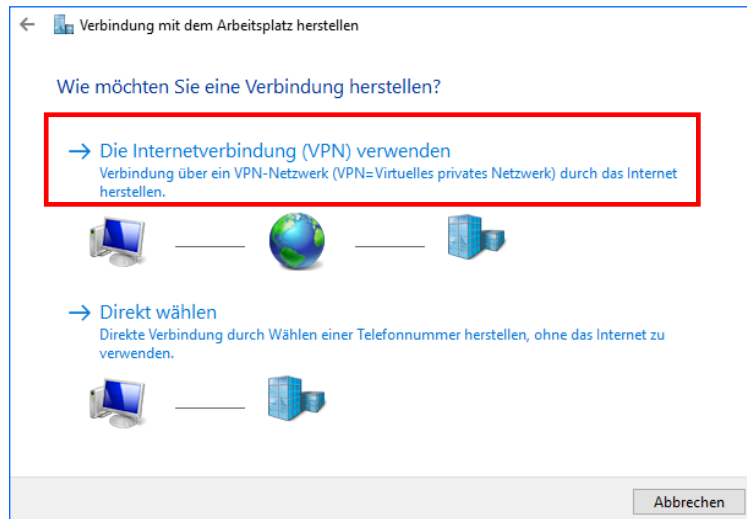 Verbindung mit dem Arbeitsplatz herstellen
Wie möchten Sie eine Verbindung herstellen?
Die Internetverbindung (VPN) verwenden
Verbindung über ein VPN-Netzwerk (VPN=Virtuelles privates Netzwerk) durch das Internet
herstellen.
Direkt wählen
Direkte Verbindung durch Wählen einer Telefonnummer herstellen, ohne das Internet zu
verwenden.
Abbrechen